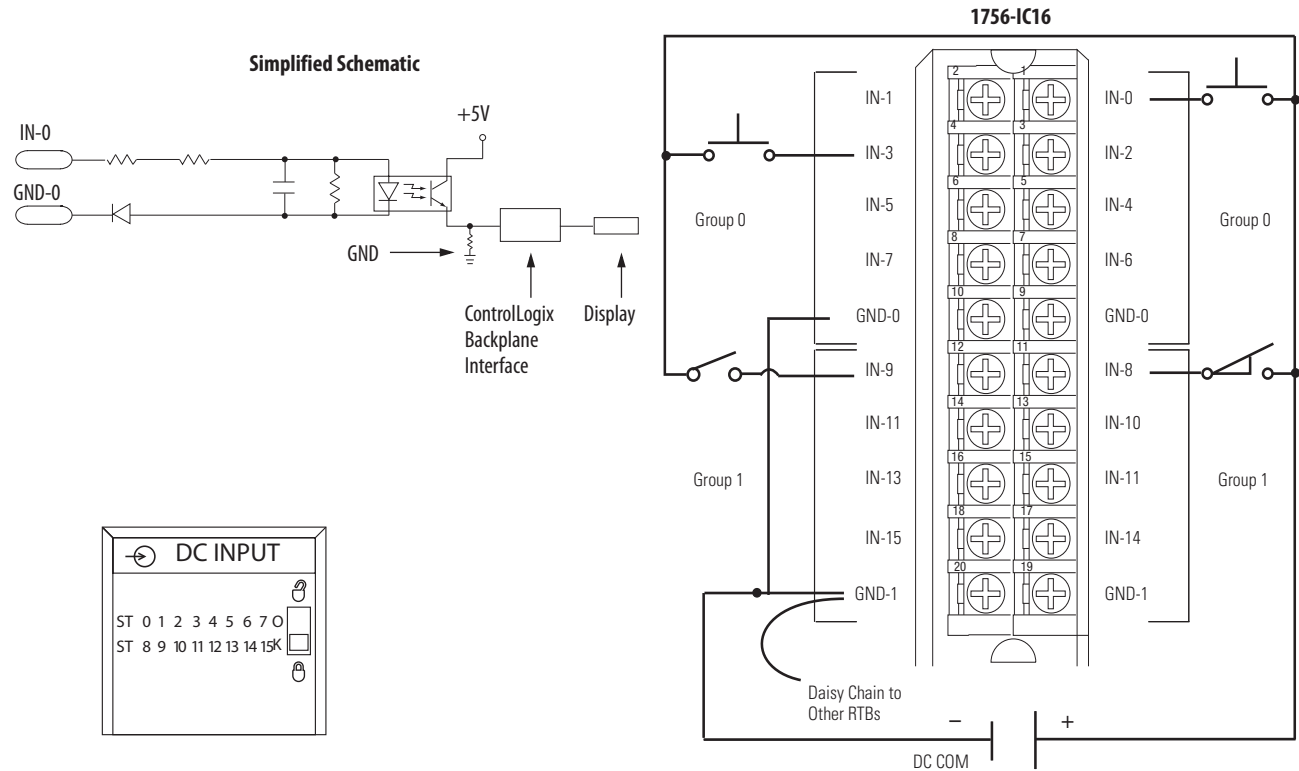 1756-IC16
Simplified Schematic
+5V
IN-0
GND-0
GND
ControlLogix
Backplane
Interface
Display
DC INPUT
ST 0 1 2 3 4 5 6 7 O
ST 8 9 10 11 12 13 14 15 K
2 1
IN-1 IN-0
4 3
IN-3 IN-2
6 5
IN-5 IN-4
Group 0 Group 0
8 7
IN-7 IN-6
10 9
GND-0 GND-0
12 11
IN-9 IN-8
14 13
IN-11 IN-10
16 15
IN-13 IN-11
Group 1 Group 1
18 17
IN-15 IN-14
20 19
GND-1 GND-1
Daisy Chain to
Other RTBs
– +
DC COM